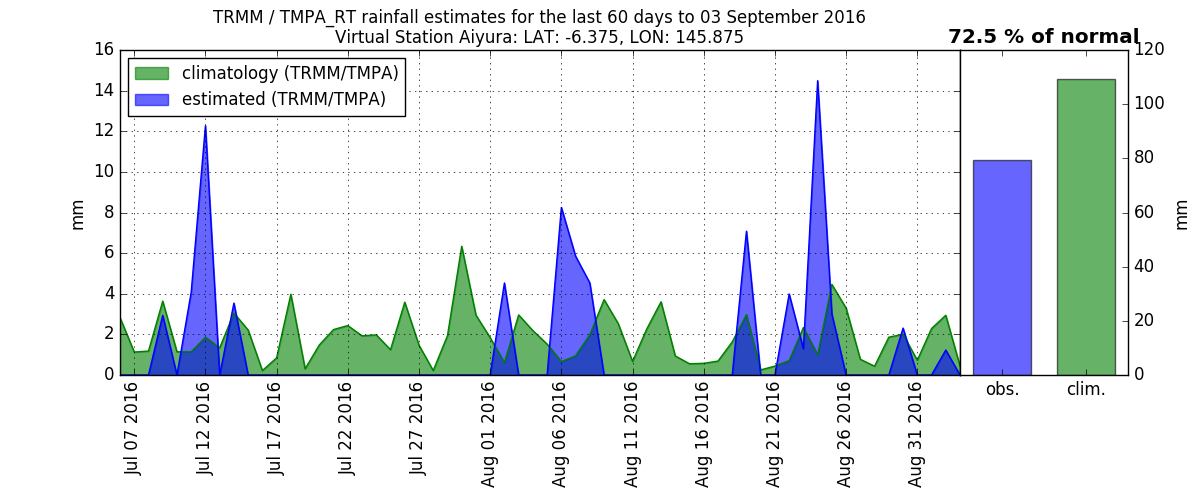 TRMM / TMPA_RT rainfall estimates for the last 60 days to 03 September 2016
Virtual Station Aiyura: LAT: -6.375, LON: 145.875
72.5 % of normal
climatology (TRMM/TMPA)
estimated (TRMM/TMPA)
16
14
12
10
8
6
4
2
0
mm
Jul 07 2016
Jul 12 2016
Jul 17 2016
Jul 22 2016
Jul 27 2016
Aug 01 2016
Aug 06 2016
Aug 11 2016
Aug 16 2016
Aug 21 2016
Aug 26 2016
Aug 31 2016
120
100
80
60
40
20
0
mm
obs.
clim.